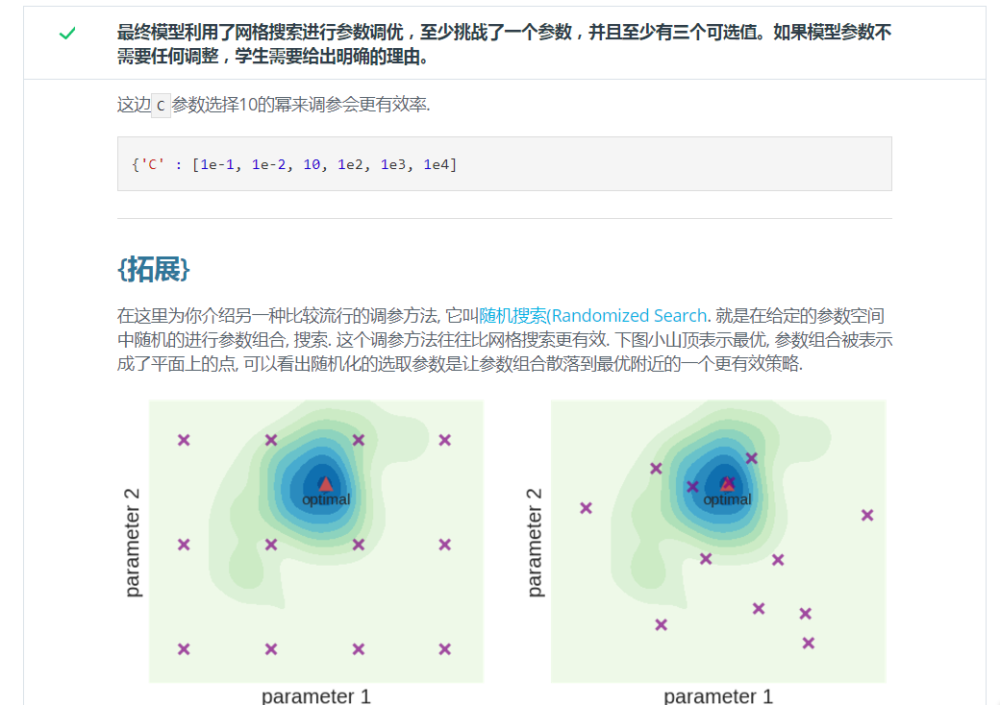 最终模型利用了网格搜索进行参数调优，至少挑战了一个参数，并且至少有三个可选值。如果模型参数不
需要任何调整，学生需要给出明确的理由。
这边 C 参数选择10的幂来调参会更有效率.
{'C' : [1e-1, 1e-2, 10, 1e2, 1e3, 1e4]
{拓展}
在这里为你介绍另一种比较流行的调参方法, 它叫随机搜索(Randomized Search. 就是在给定的参数空间
中随机的进行参数组合, 搜索. 这个调参方法往往比网格搜索更有效. 下图小山顶表示最优, 参数组合被表示
成了平面上的点, 可以看出随机化的选取参数是让参数组合散落到最优附近的一个更有效策略.
parameter 2
optimal
parameter 1
parameter 2
optimal
parameter 1